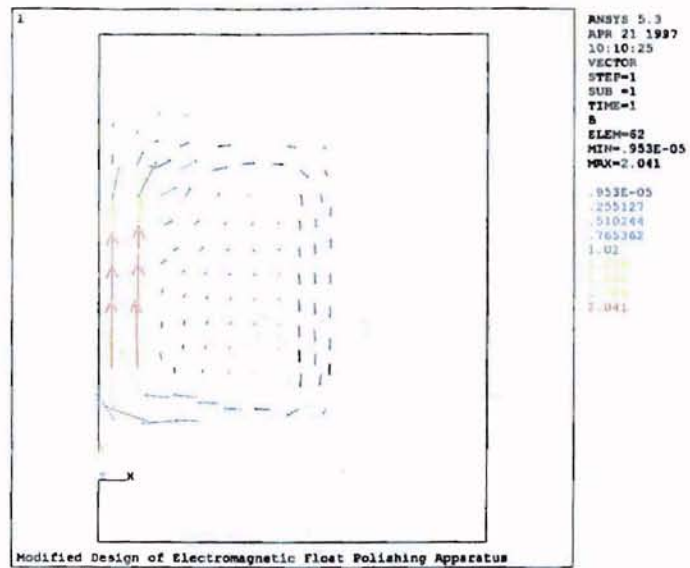 1
ANSYS 5.3
APR 21 1997
10:10:25
VECTOR
STEP=1
SUB =1
TIME=1
B
ELEM=62
MIN=.953E-05
MAX=2.041
.953E-05
.255127
.510244
.765362
1.02
2.041
X
Modified Design of Electromagnetic Float Polishing Apparatus